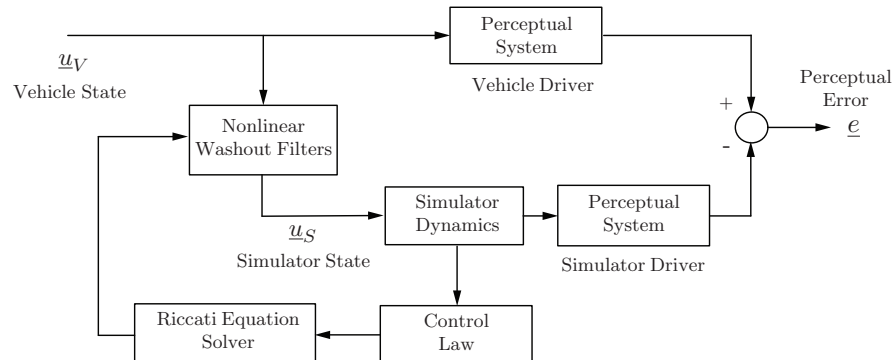 Perceptual
System
u_V
Vehicle State
Vehicle Driver
Perceptual
Error
+
e
-
Nonlinear
Washout Filters
Simulator
Dynamics
Perceptual
System
u_S
Simulator State
Simulator Driver
Riccati Equation
Solver
Control
Law